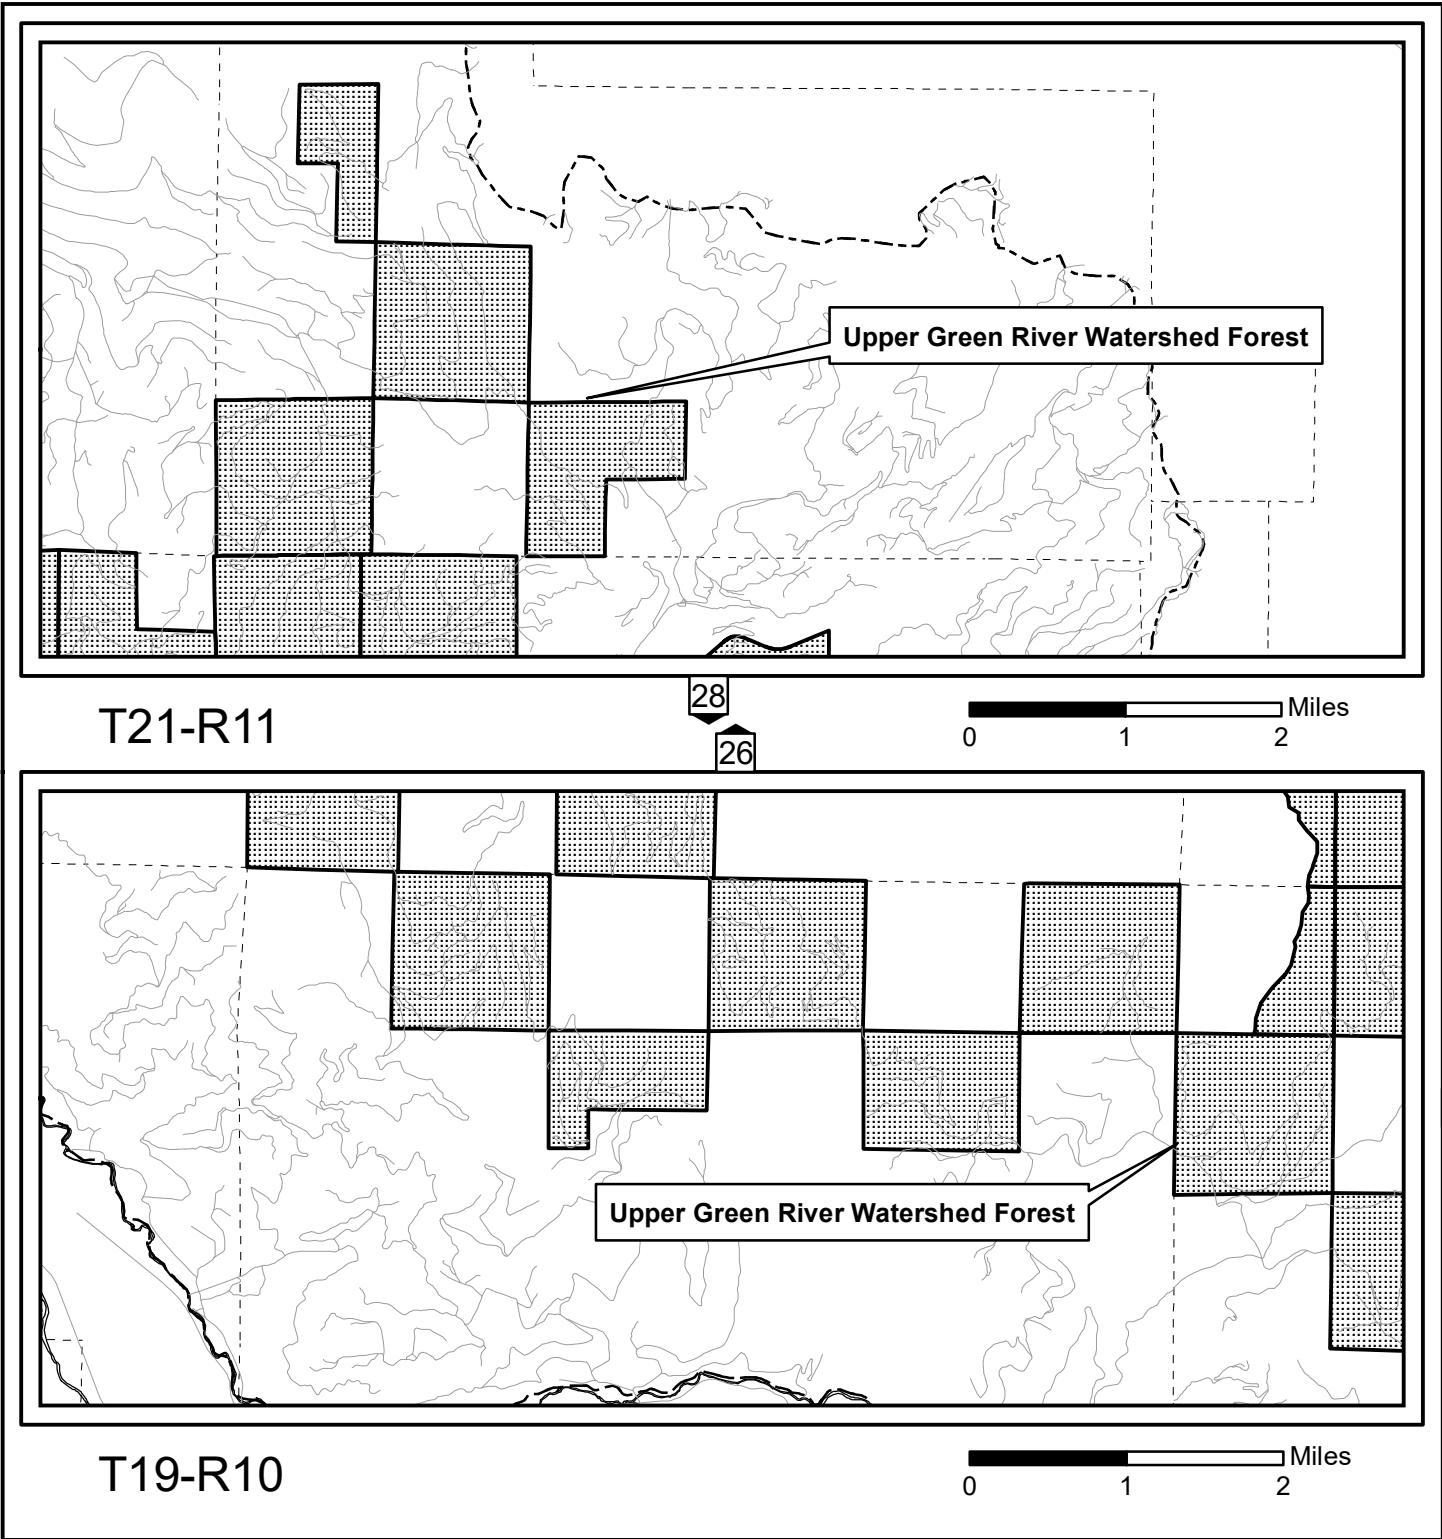 Upper Green River Watershed Forest
T21-R11
28
26
Miles
0 1 2
Upper Green River Watershed Forest
T19-R10
Miles
0 1 2